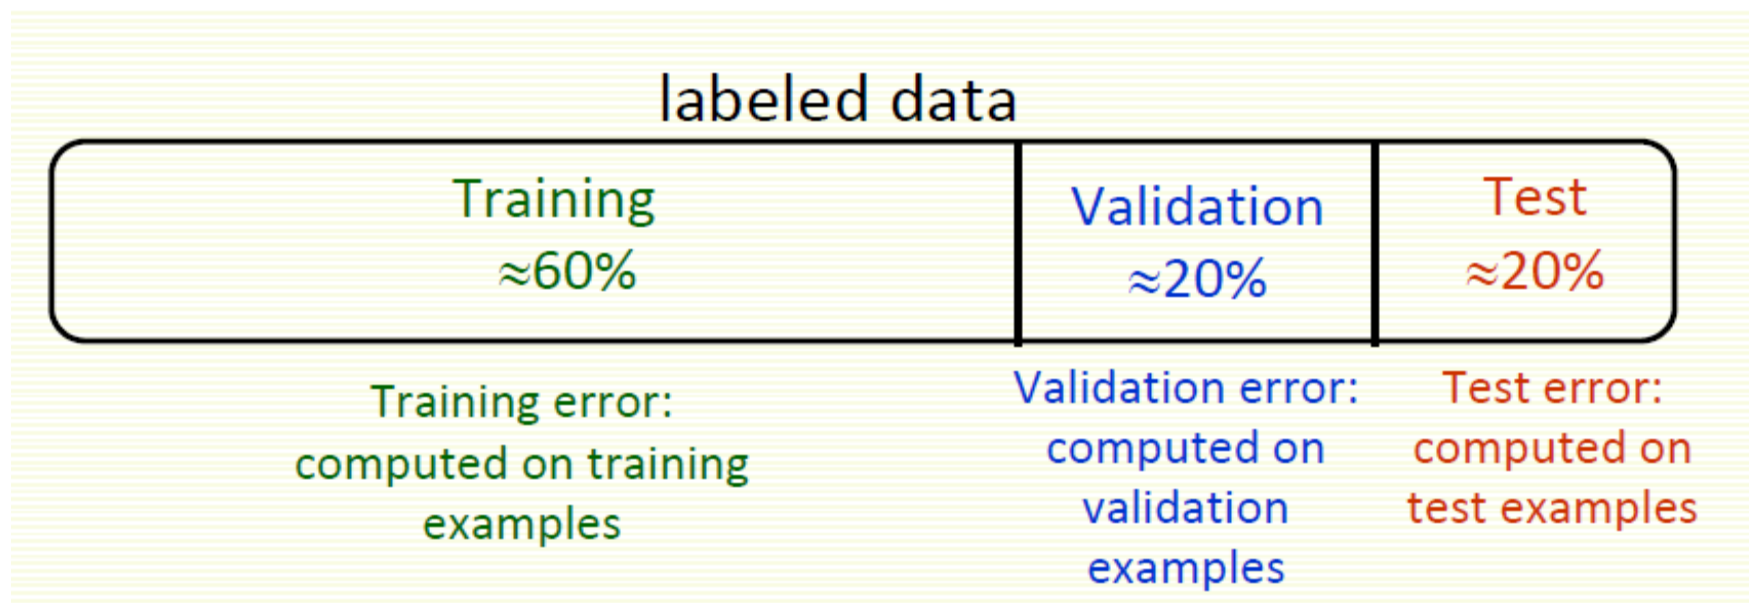 labeled data
Training
≈60%
Validation
≈20%
Test
≈20%
Training error:
computed on training
examples
Validation error:
computed on
validation
examples
Test error:
computed on
test examples